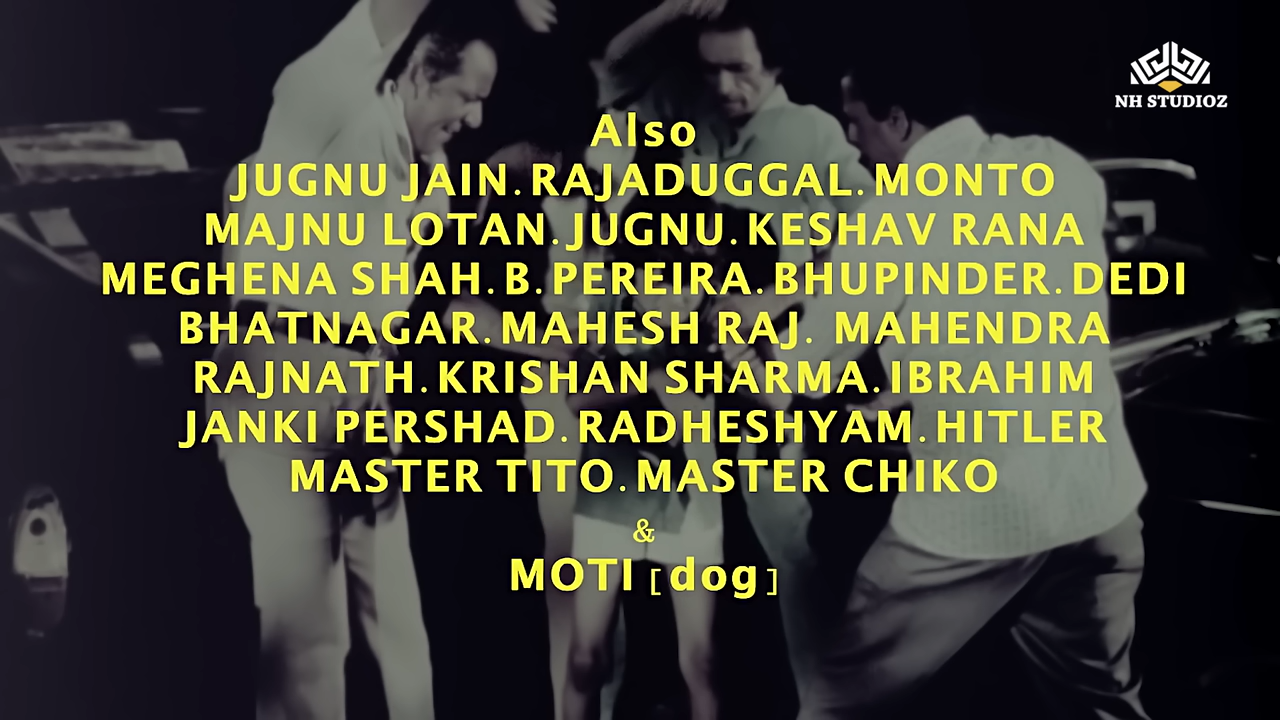 NH STUDIOZ
Also
JUGNU JAIN. RAJADUGGAL. MONTO
MAJNU LOTAN. JUGNU. KESHAV RANA
MEGHENA SHAH. B. PEREIRA. BHUPINDER. DEDI
BHATNAGAR. MAHESH RAJ. MAHENDRA
RAJNATH. KRISHAN SHARMA. IBRAHIM
JANKI PERSHAD. RADHESHYAM. HITLER
MASTER TITO. MASTER CHIKO
&
MOTI [dog]